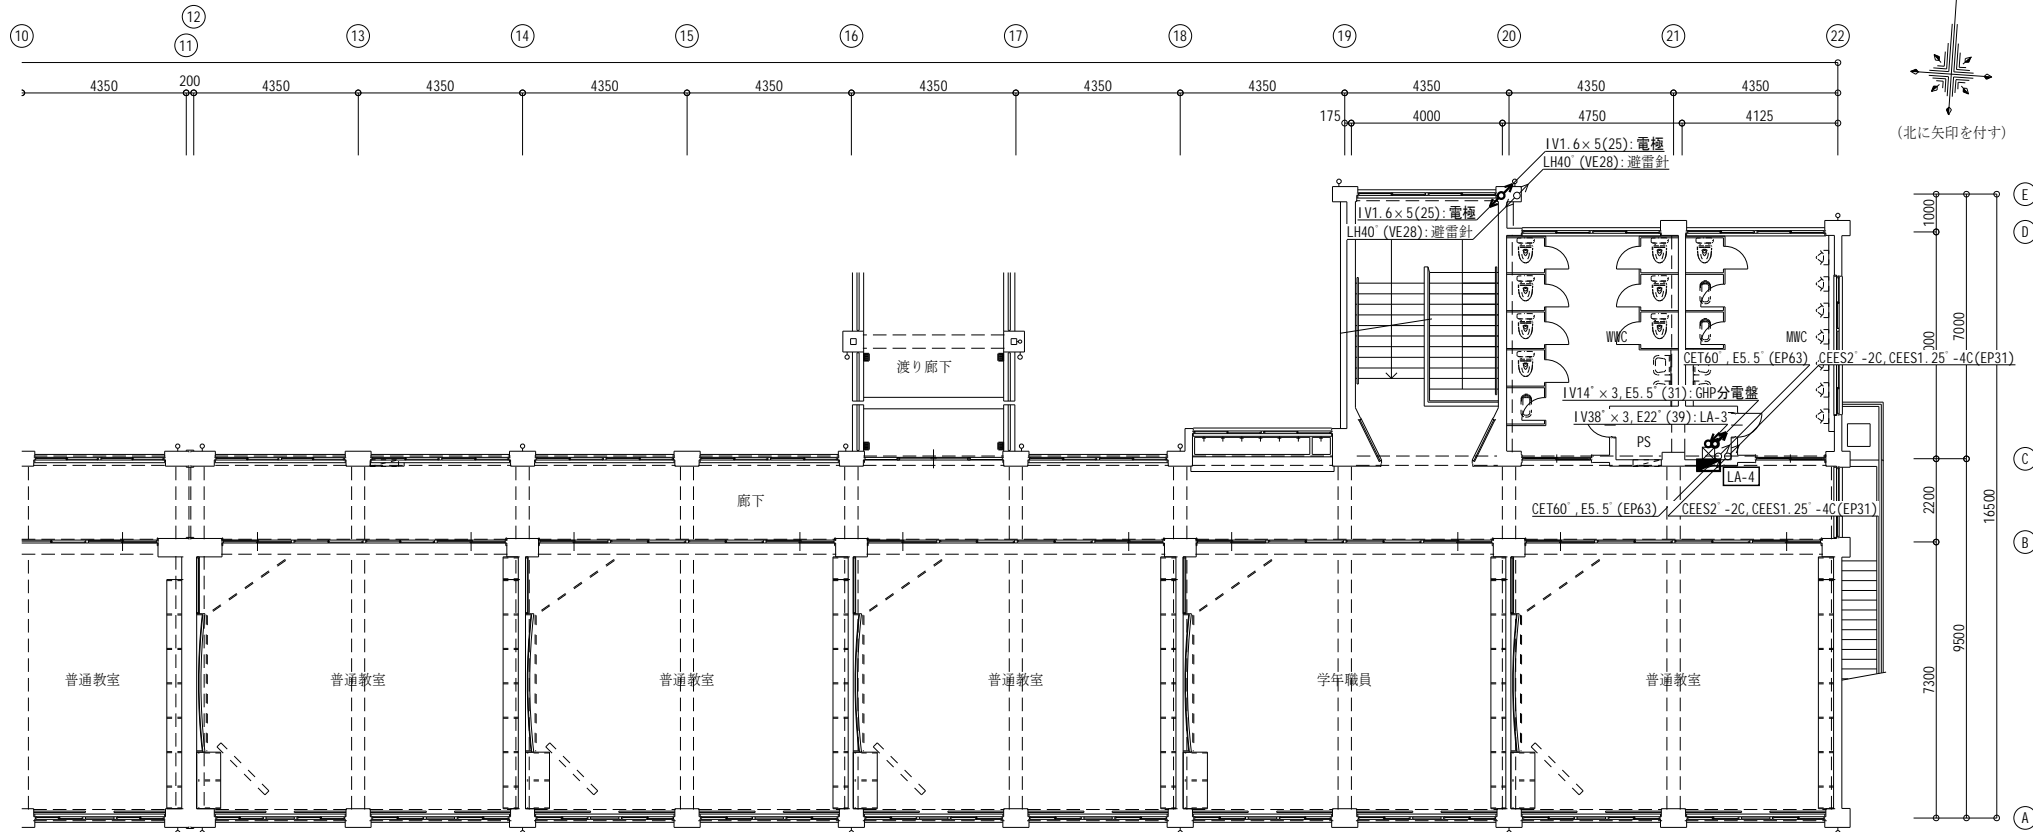 12
10 11 13 14 15 16 17 18 19 20 21 22
4350 200 4350 4350 4350 4350 4350 4350 4350 4350 4350 4350
175 4000 4750 4125
(北に矢印を付す)
IV1.6×5(25):電極
LH40°(VE28):避雷針
E
IV1.6×5(25):電極
1000
LH40°(VE28):避雷針
D
7000
WWC MWC
渡り廊下
CET60°,E5.5°(EP63) CEES2°-2C,CEES1.25°-4C(EP31)
IV14°×3,E5.5°(31):GHP分電盤
IV38°×3,E22°(39):LA-3
PS
C
LA-4
廊下
2200
16500
CET60°,E5.5°(EP63) CEES2°-2C,CEES1.25°-4C(EP31)
B
9500
7300
普通教室 普通教室 普通教室 普通教室 学年職員 普通教室
A